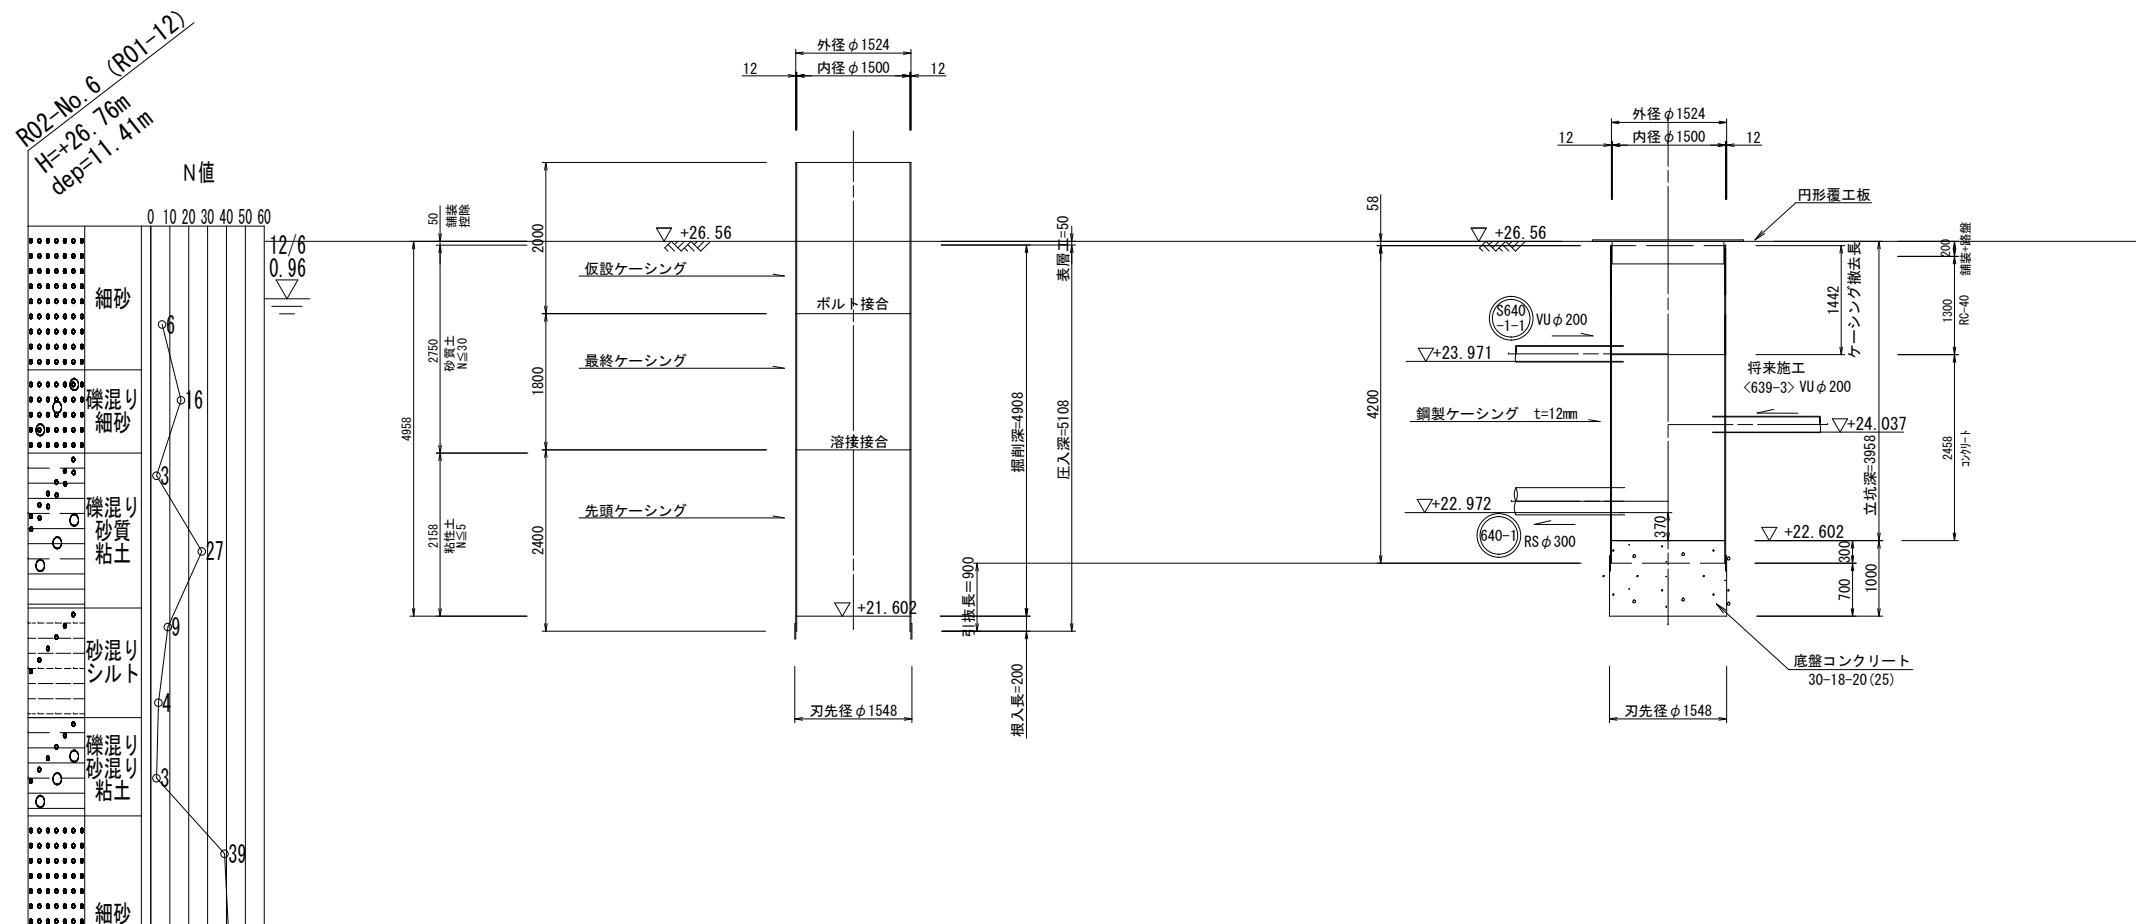 R02-No.6 (R01-12)
H=+26.76m
dep=11.41m
N値
0 10 20 30 40 50 60
12/6
0.96
細砂
礫混り
細砂
礫混り
砂質
粘土
砂混り
シルト
礫混り
砂混り
粘土
細砂
6
16
3
27
9
4
3
39
外径φ1524
12
内径φ1500
12
50
舗装
控除
2750
砂質土
N≦30
2158
粘性土
N≦5
4958
2000
1800
2400
+26.56
仮設ケーシング
ボルト接合
最終ケーシング
溶接接合
先頭ケーシング
+21.602
刃先径φ1548
表層工=50
掘削深=4908
圧入深=5108
引抜長=900
根入長=200
外径φ1524
12
内径φ1500
12
円形覆工板
58
4200
+26.56
S640
-1-1
VUφ200
+23.971
鋼製ケーシング t=12mm
+22.972
640-1
RSφ300
370
1442
ケーシング撤去長
将来施工
<639-3> VUφ200
+24.037
立坑深=3958
+22.602
300
700
1000
200
舗装+路盤
1300
RC-40
2458
コンクリート
底盤コンクリート
30-18-20(25)
刃先径φ1548